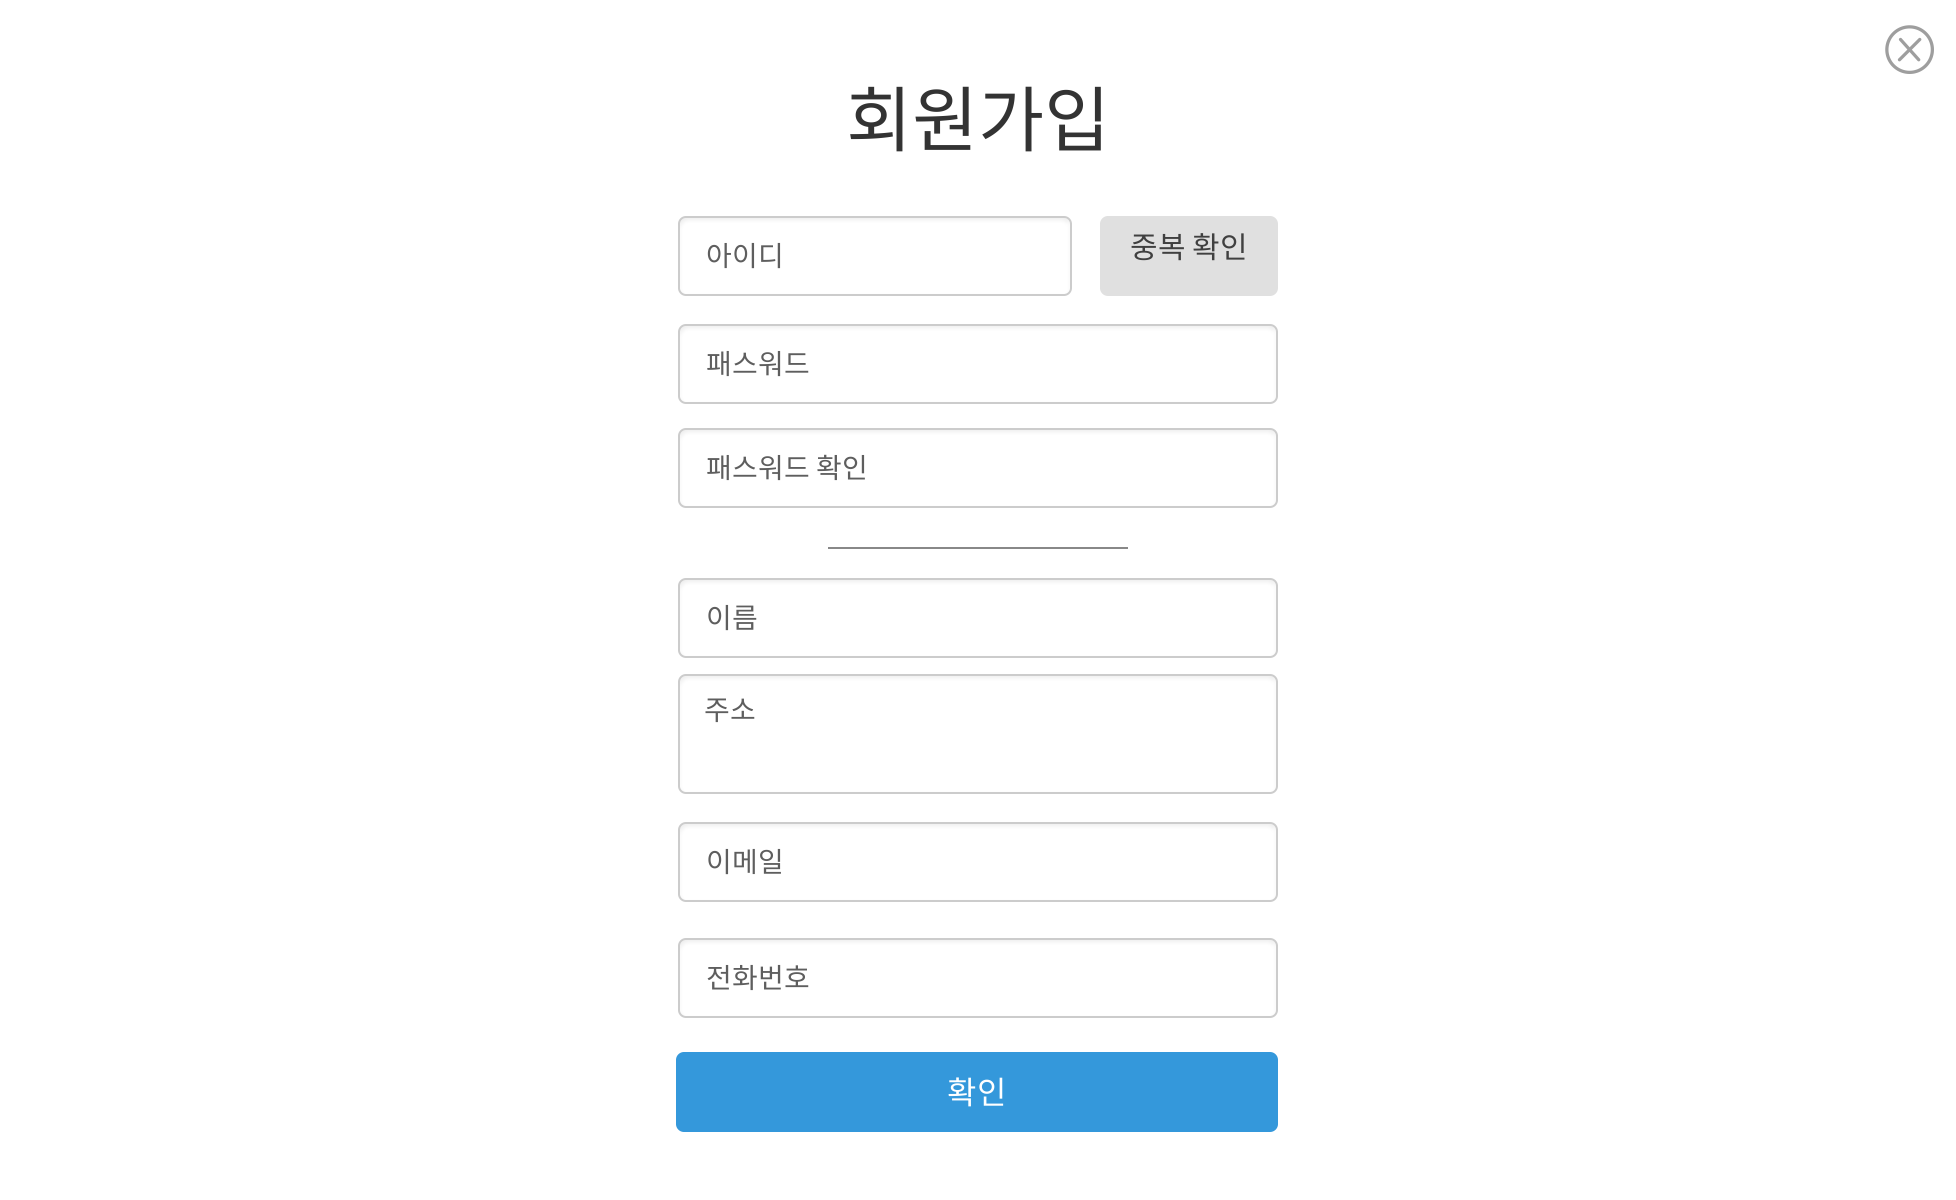 회원가입
아이디
중복 확인
패스워드
패스워드 확인
이름
주소
이메일
전화번호
확인